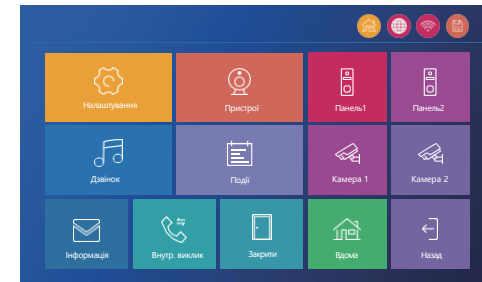 Налаштування
Пристрої
Панель1
Панель2
Дзвінок
Події
Камера 1
Камера 2
Інформація
Внутр. виклик
Закрити
Вдома
Назад